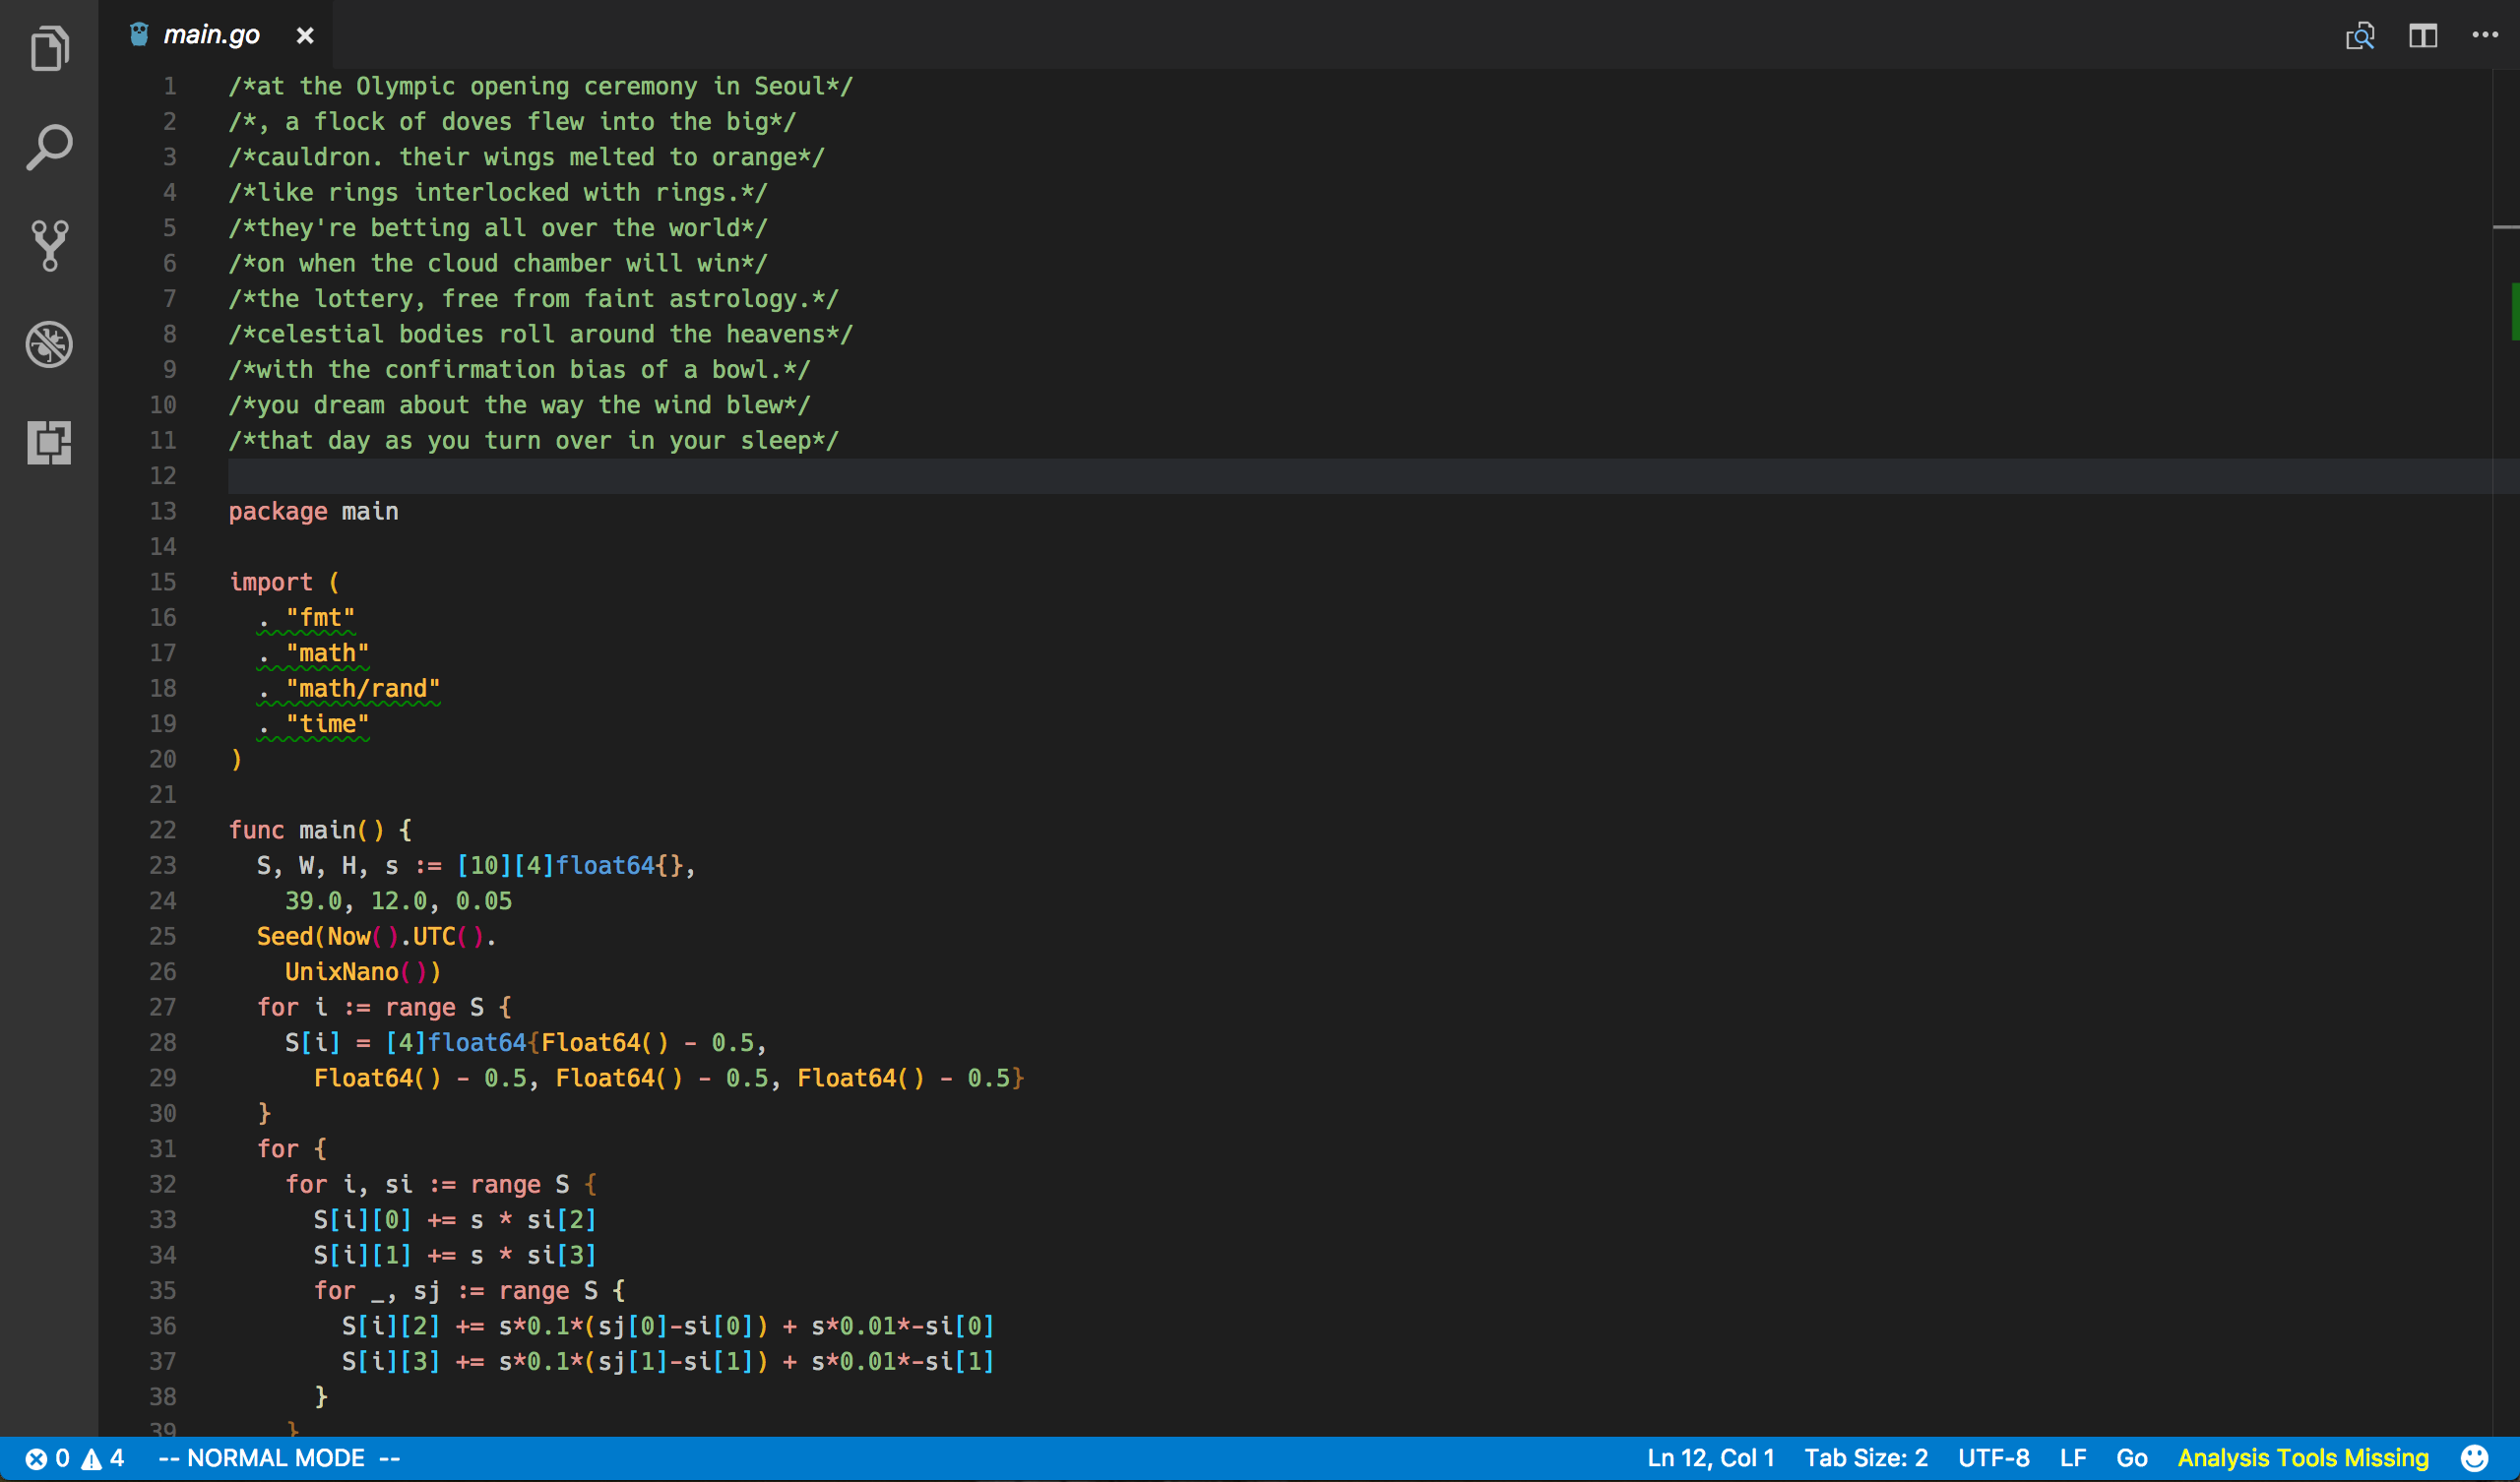 main.go
1 /*at the Olympic opening ceremony in Seoul*/
2 /*, a flock of doves flew into the big*/
3 /*cauldron. their wings melted to orange*/
4 /*like rings interlocked with rings.*/
5 /*they're betting all over the world*/
6 /*on when the cloud chamber will win*/
7 /*the lottery, free from faint astrology.*/
8 /*celestial bodies roll around the heavens*/
9 /*with the confirmation bias of a bowl.*/
10 /*you dream about the way the wind blew*/
11 /*that day as you turn over in your sleep*/
12
13 package main
14
15 import (
16   . "fmt"
17   . "math"
18   . "math/rand"
19   . "time"
20 )
21
22 func main() {
23   S, W, H, s := [10][4]float64{},
24     39.0, 12.0, 0.05
25   Seed(Now().UTC().
26     UnixNano())
27   for i := range S {
28     S[i] = [4]float64{Float64() - 0.5,
29       Float64() - 0.5, Float64() - 0.5, Float64() - 0.5}
30   }
31   for {
32     for i, si := range S {
33       S[i][0] += s * si[2]
34       S[i][1] += s * si[3]
35       for _, sj := range S {
36         S[i][2] += s*0.1*(sj[0]-si[0]) + s*0.01*-si[0]
37         S[i][3] += s*0.1*(sj[1]-si[1]) + s*0.01*-si[1]
38       }
39     }
0 4 -- NORMAL MODE -- Ln 12, Col 1 Tab Size: 2 UTF-8 LF Go Analysis Tools Missing